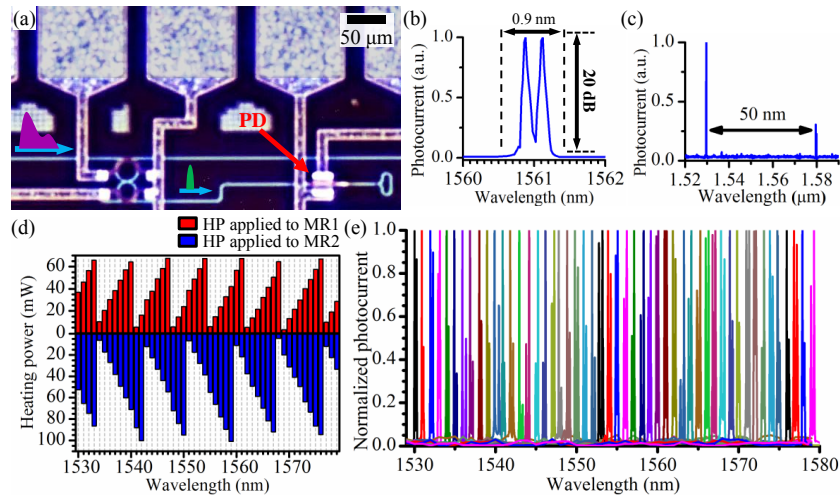 (a)
50 μm
PD
(b)
Photocurrent (a.u.)
1.0
0.5
0.0
0.9 nm
20 dB
1560
1561
1562
Wavelength (nm)
(c)
Photocurrent (a.u.)
1.0
0.5
0.0
50 nm
1.52
1.54
1.56
1.58
Wavelength (μm)
(d)
HP applied to MR1
HP applied to MR2
Heating power (mW)
60
40
20
0
20
40
60
80
100
1530
1540
1550
1560
1570
Wavelength (nm)
(e)
Normalized photocurrent
1.0
0.8
0.6
0.4
0.2
0.0
1530
1540
1550
1560
1570
1580
Wavelength (nm)